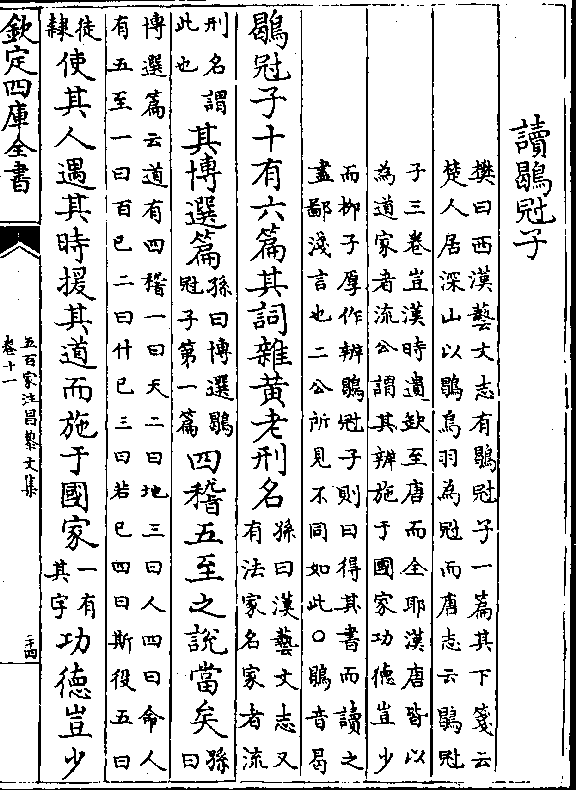 讀鶡冠子
樊曰西漢藝文志有鶡冠子一篇其下箋云
楚人居深山以鶡鳥羽為冠而唐志云鶡冠
子三卷豈漢時遺缺至唐而全耶漢唐皆以
為道家者流公謂其辨施于國家功德豈少
而柳子厚作辨鶡冠子則曰得其書而讀之
盡鄙淺言也二公所見不同如此○鶡音曷
鶡冠子十有六篇其詞雜黄老刑名
孫曰漢藝文志又
有法家名家者流
刑名謂
此也
其博選篇
孫曰博選鶡
冠子第一篇
四稽五至之説當矣
孫曰
博選篇云道有四稽一曰天二曰地三曰人四曰命人
有五至一曰百已二曰什已三曰若已四曰斯役五曰
徒
隸
使其人遇其時援其道而施于國家
一有
其字
功德豈少
欽定四庫全書
五百家注昌黎文集
卷十一
二十四